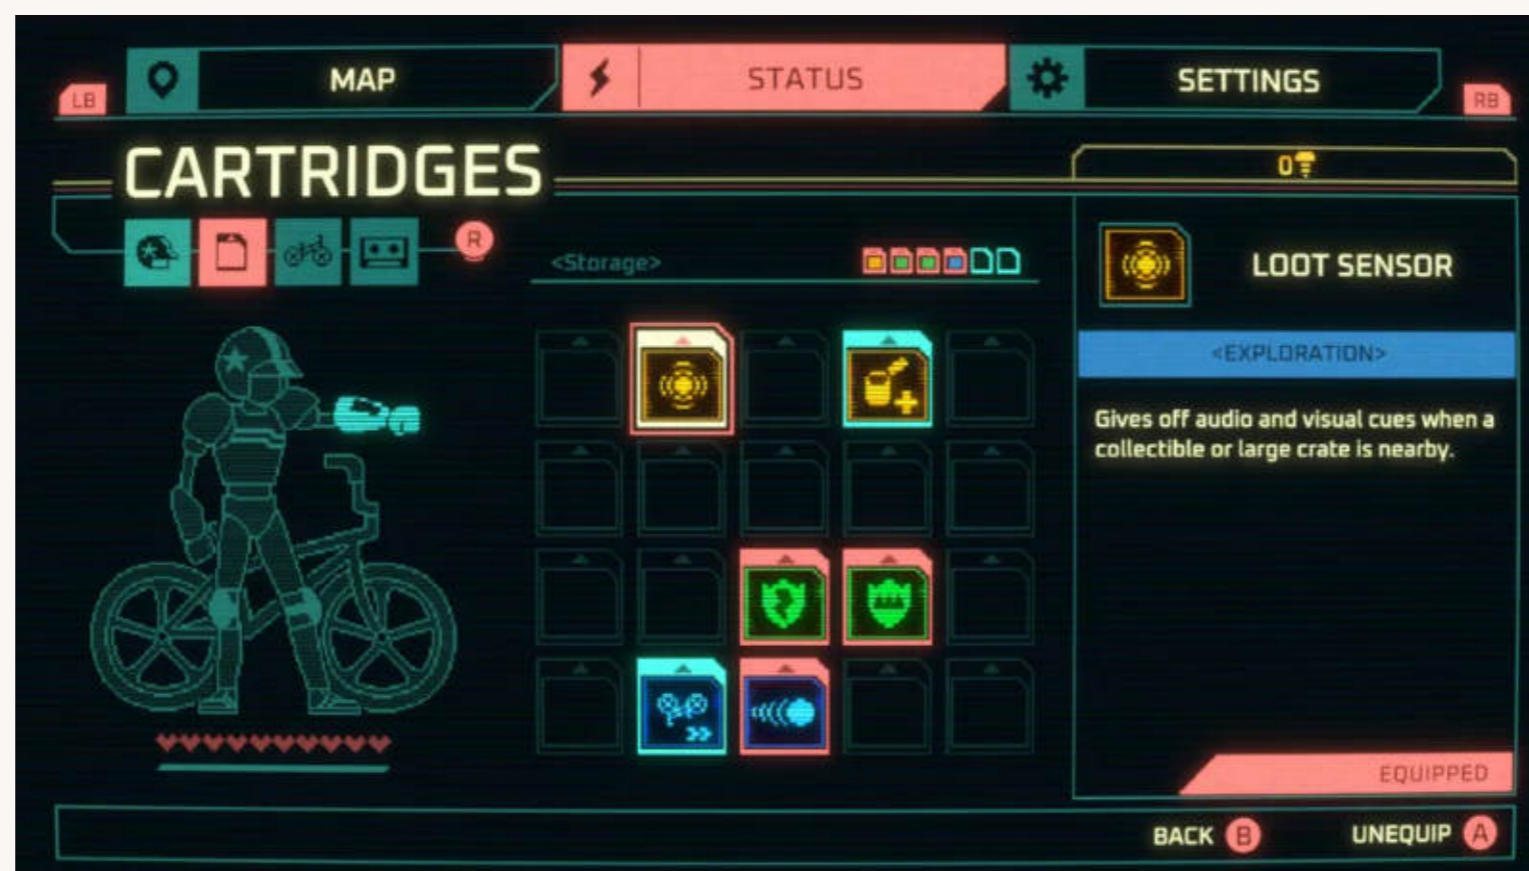 LB
MAP
STATUS
SETTINGS
RB
CARTRIDGES
0
R
<Storage>
LOOT SENSOR
<EXPLORATION>
Gives off audio and visual cues when a
collectible or large crate is nearby.
EQUIPPED
BACK B
UNEQUIP A